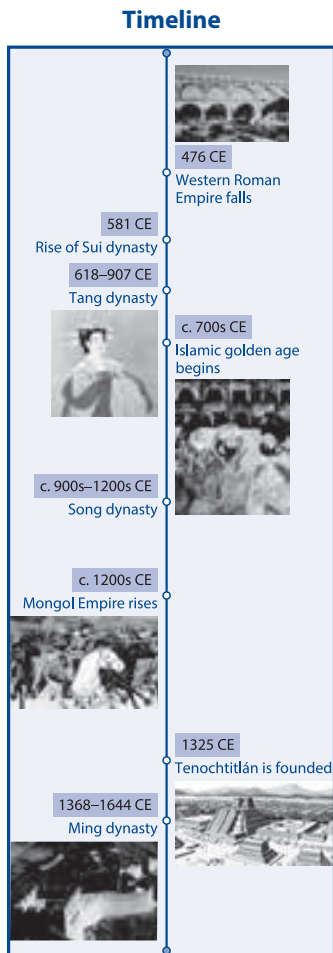 Timeline
476 CE
Western Roman
Empire falls
581 CE
Rise of Sui dynasty
618–907 CE
Tang dynasty
c. 700s CE
Islamic golden age
begins
c. 900s–1200s CE
Song dynasty
c. 1200s CE
Mongol Empire rises
1325 CE
Tenochtitlán is founded
1368–1644 CE
Ming dynasty